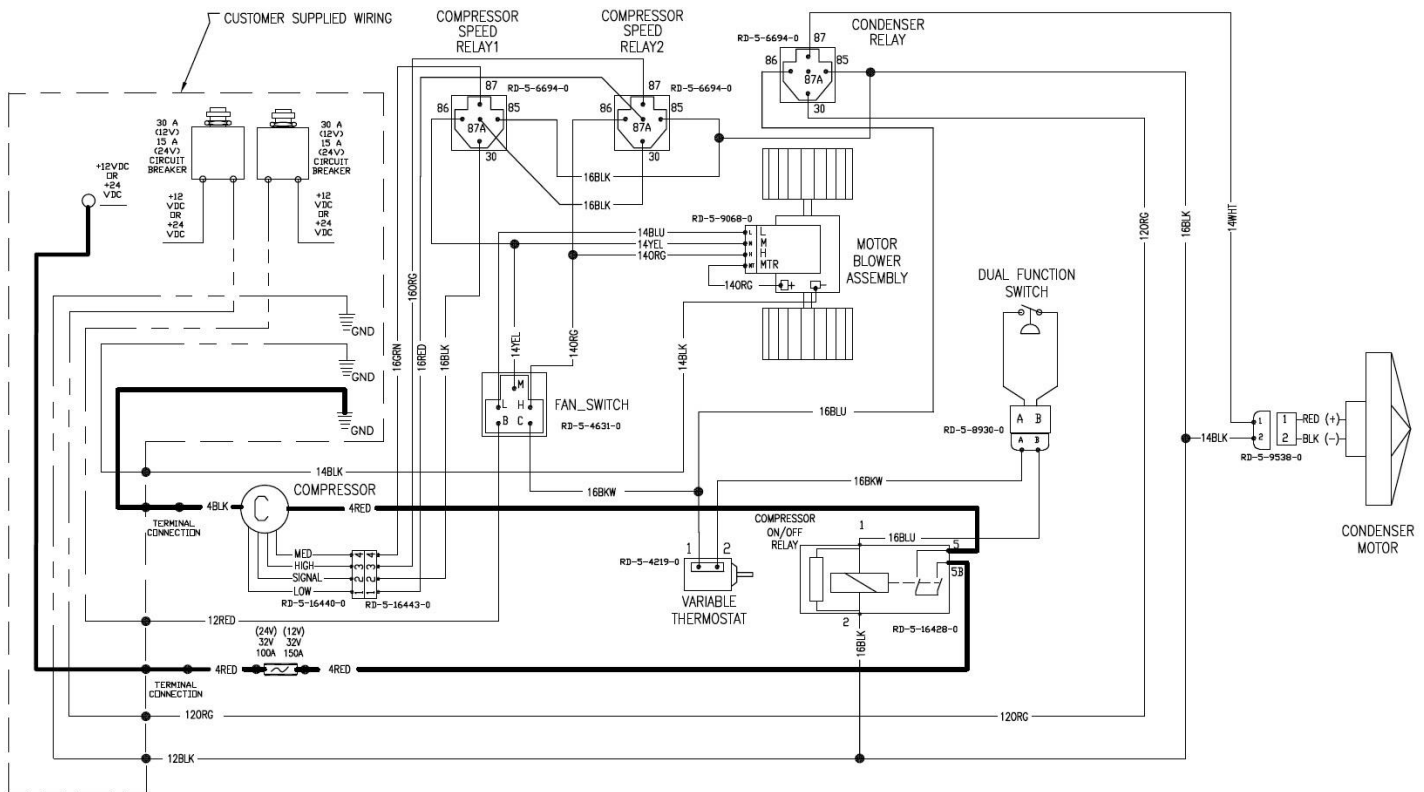 CUSTOMER SUPPLIED WIRING
COMPRESSOR
SPEED
RELAY1
COMPRESSOR
SPEED
RELAY2
CONDENSER
RELAY
RD-5-6694-0
87
86
85
87A
30
RD-5-6694-0
87
86
85
87A
30
RD-5-6694-0
87
86
85
87A
30
30 A
(12V)
15 A
(24V)
CIRCUIT
BREAKER
30 A
(12V)
15 A
(24V)
CIRCUIT
BREAKER
+12VDC
OR
+24
VDC
+12
VDC
OR
+24
VDC
+12
VDC
OR
+24
VDC
16BLK
16BLK
RD-5-9068-0
14BLU
14YEL
14ORG
L
M
H
MTR
L
M
H
MT
14ORG
+
-
MOTOR
BLOWER
ASSEMBLY
12ORG
16BLK
14WHT
DUAL FUNCTION
SWITCH
GND
GND
GND
16GRN
16ORG
16RED
16BLK
14YEL
14ORG
14BLK
M
L H
B C
FAN_SWITCH
RD-5-4631-0
16BLU
A B
A B
RD-5-8930-0
14BLK
1
2
1
2
RED (+)
BLK (-)
RD-5-9538-0
CONDENSER
MOTOR
14BLK
COMPRESSOR
C
4BLK
4RED
TERMINAL
CONNECTION
16BKW
16BKW
MED
HIGH
SIGNAL
LOW
4 4
3 3
2 2
1 1
RD-5-16440-0
RD-5-16443-0
1 2
RD-5-4219-0
VARIABLE
THERMOSTAT
COMPRESSOR
ON/OFF
RELAY
1
16BLU
5
5B
2
RD-5-16428-0
16BLK
12RED
(24V) (12V)
32V 32V
100A 150A
4RED
4RED
TERMINAL
CONNECTION
12ORG
12ORG
12BLK